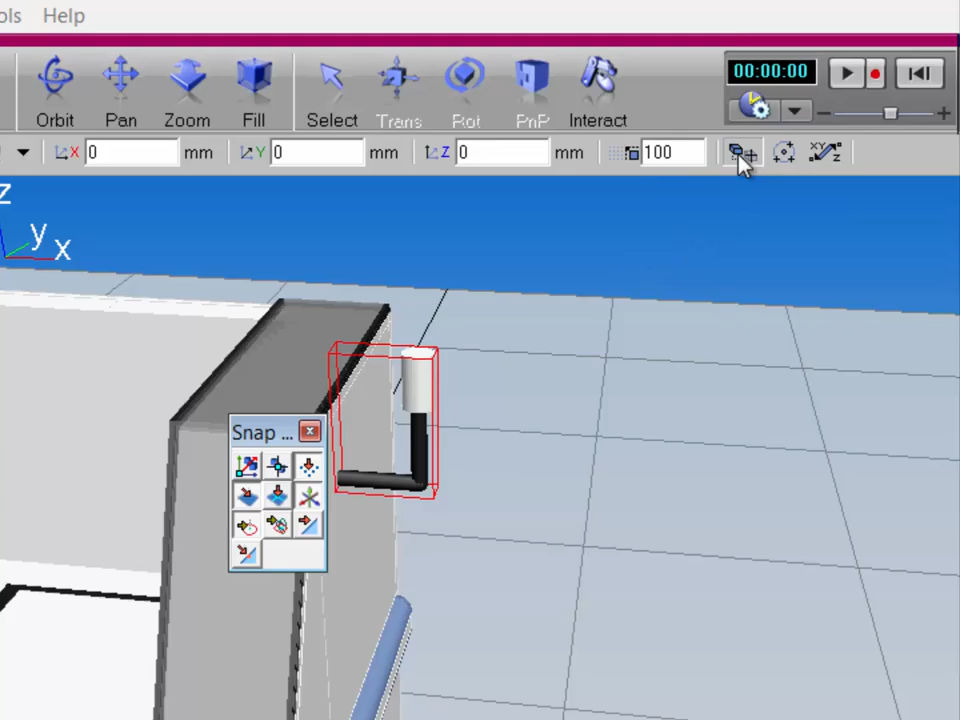 ols Help
Orbit Pan Zoom Fill Select Trans Rot PnP Interact
00:00:00
X 0 mm Y 0 mm Z 0 mm 100 XY Z
Z
y x
Snap ...